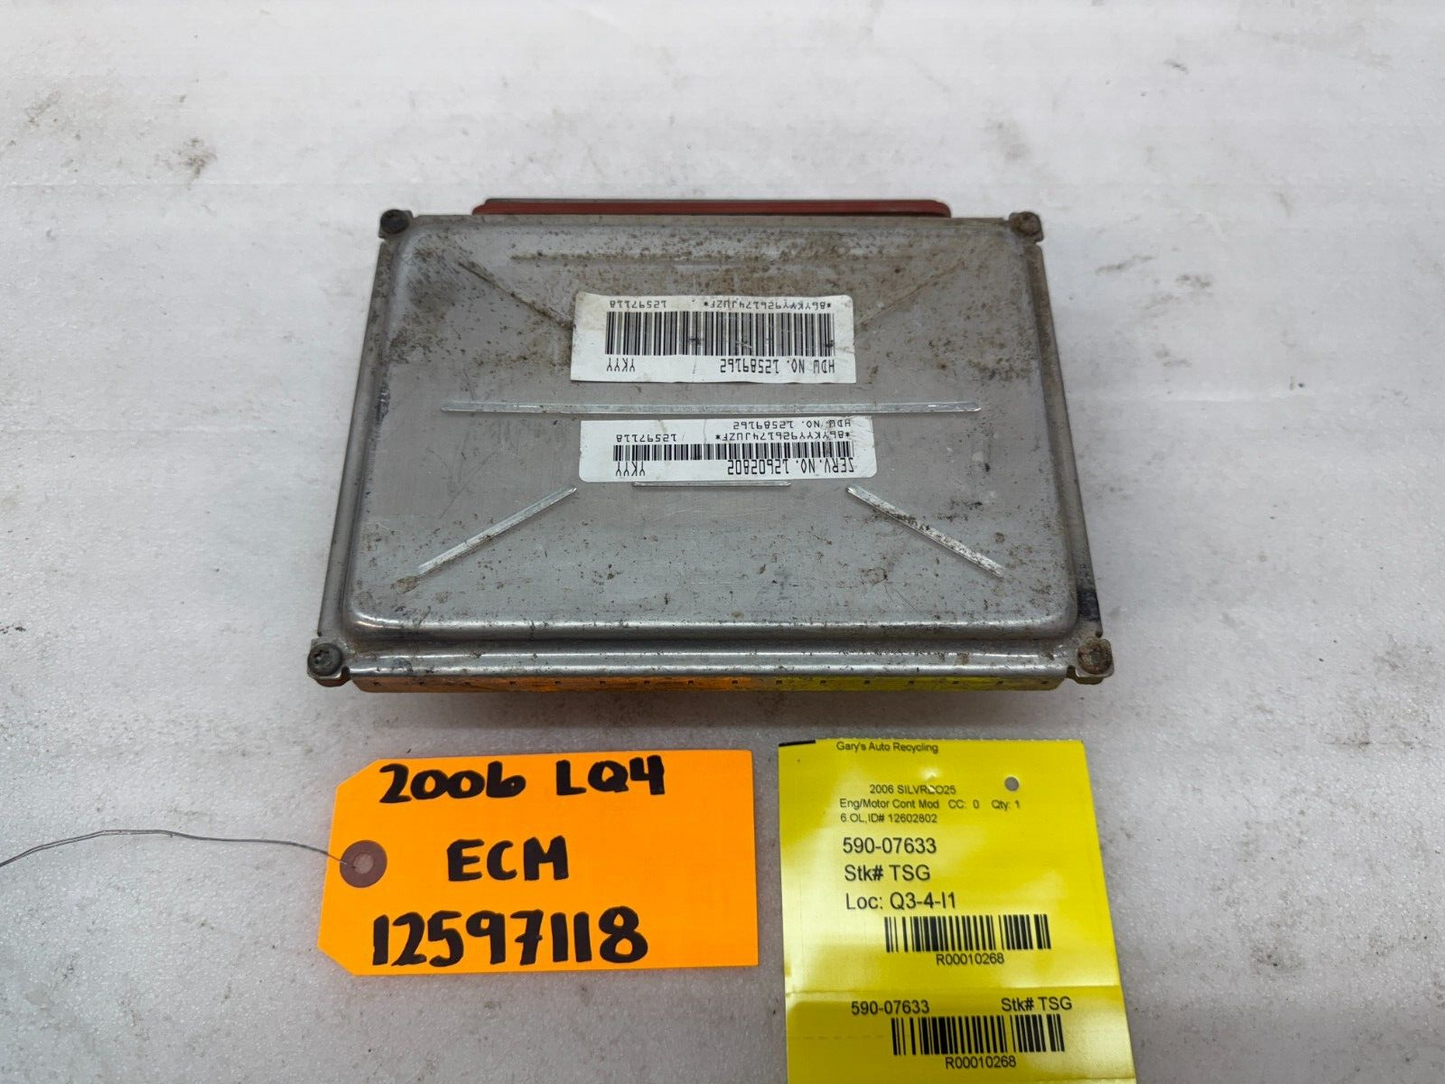 HDW NO. 12589162 YKYY
*86YKYY926174JUZF* 12597118
SERV.NO. 12602802 YKYY
*86YKYY926174JUZF* 12597118
HDW NO. 12589162
2006 LQ4
ECM
12597118
Gary's Auto Recycling
2006 SILVRDO25
Eng/Motor Cont Mod CC: 0 Qty: 1
6.0L,ID# 12602802
590-07633
Stk# TSG
Loc: Q3-4-I1
R00010268
590-07633 Stk# TSG
R00010268